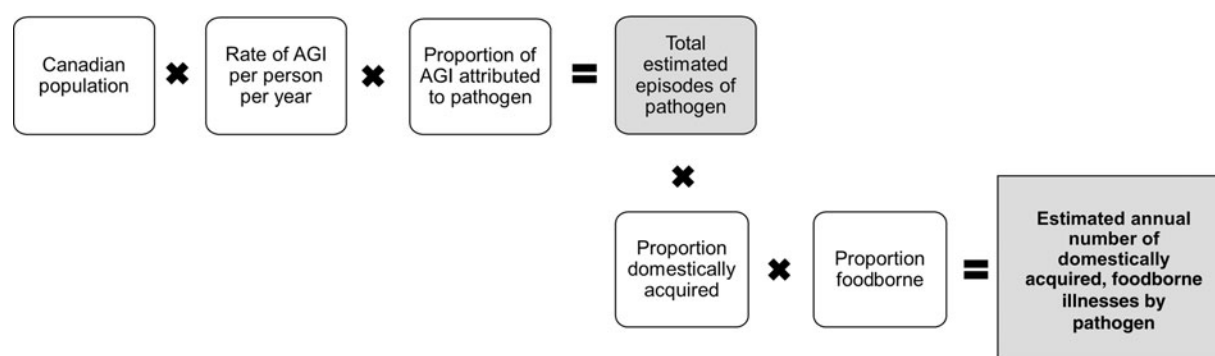 Canadian
population
✖
Rate of AGI
per person
per year
✖
Proportion of
AGI attributed
to pathogen
=
Total
estimated
episodes of
pathogen
✖
Proportion
domestically
acquired
✖
Proportion
foodborne
=
Estimated annual
number of
domestically
acquired, foodborne
illnesses by
pathogen